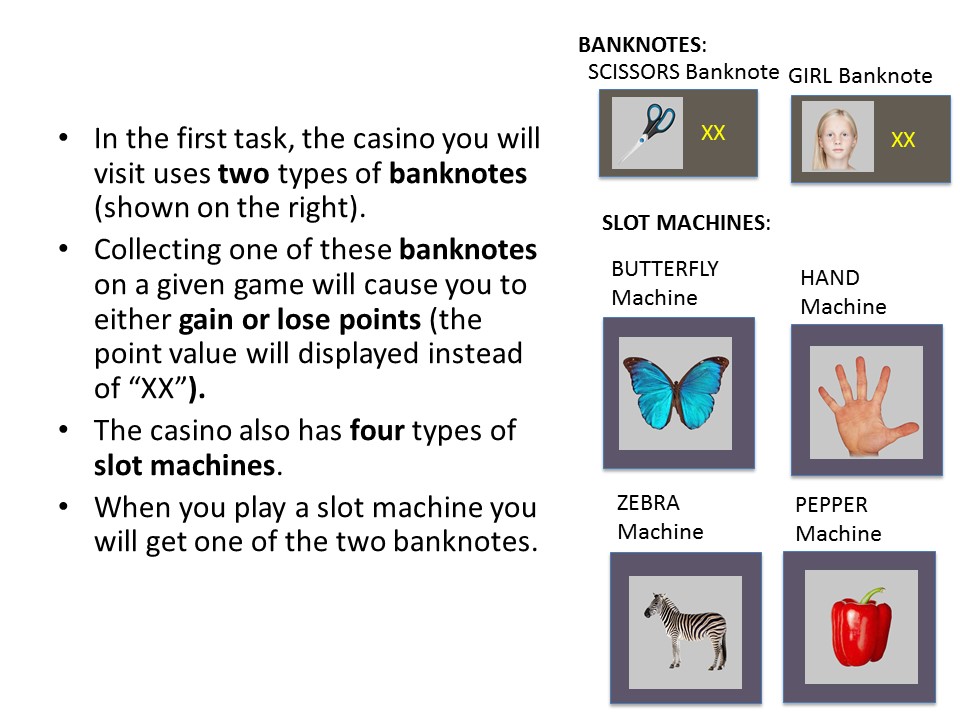 • In the first task, the casino you will
visit uses two types of banknotes
(shown on the right).
• Collecting one of these banknotes
on a given game will cause you to
either gain or lose points (the
point value will displayed instead
of “XX”).
• The casino also has four types of
slot machines.
• When you play a slot machine you
will get one of the two banknotes.
BANKNOTES:
SCISSORS Banknote
GIRL Banknote
XX
XX
SLOT MACHINES:
BUTTERFLY
Machine
HAND
Machine
ZEBRA
Machine
PEPPER
Machine